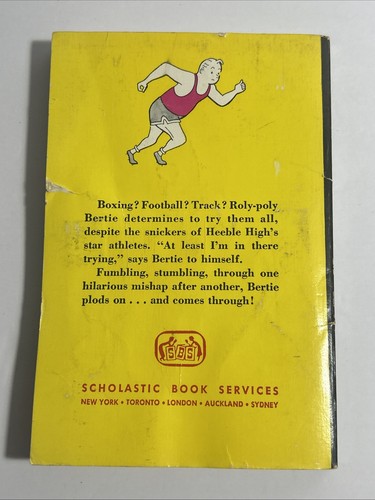 Boxing? Football? Track? Roly-poly
Bertie determines to try them all,
despite the snickers of Heeble High's
star athletes. "At least I'm in there
trying," says Bertie to himself.
Fumbling, stumbling, through one
hilarious mishap after another, Bertie
plods on . . . and comes through!
SBS
SCHOLASTIC BOOK SERVICES
NEW YORK • TORONTO • LONDON • AUCKLAND • SYDNEY